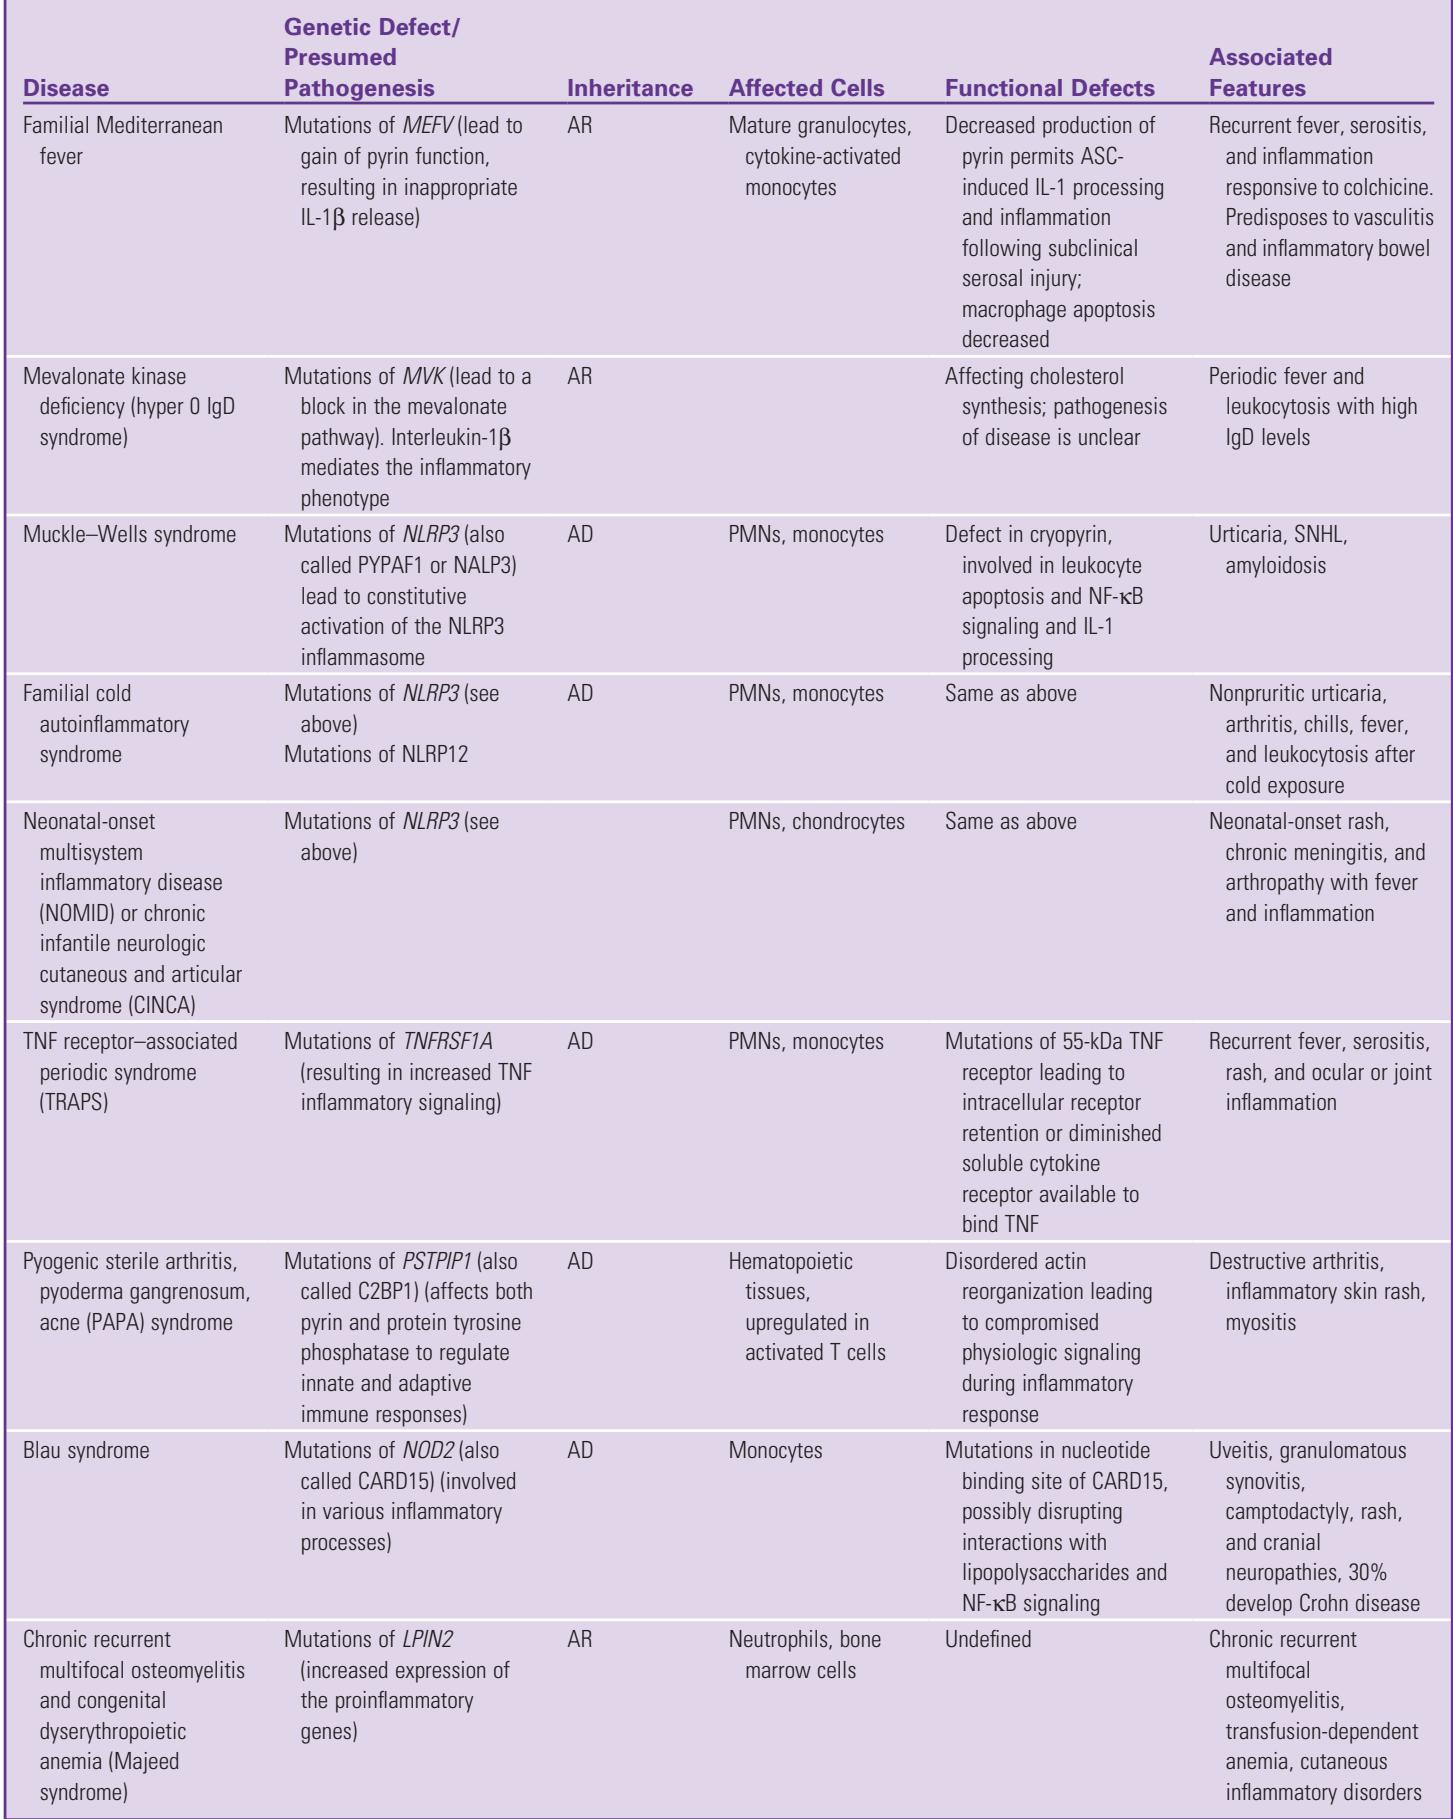 Disease
Genetic Defect/
Presumed
Pathogenesis
Inheritance
Affected Cells
Functional Defects
Associated
Features
Familial Mediterranean
fever
Mutations of MEFV (lead to
gain of pyrin function,
resulting in inappropriate
IL-1β release)
AR
Mature granulocytes,
cytokine-activated
monocytes
Decreased production of
pyrin permits ASC-
induced IL-1 processing
and inflammation
following subclinical
serosal injury;
macrophage apoptosis
decreased
Recurrent fever, serositis,
and inflammation
responsive to colchicine.
Predisposes to vasculitis
and inflammatory bowel
disease
Mevalonate kinase
deficiency (hyper 0 IgD
syndrome)
Mutations of MVK (lead to a
block in the mevalonate
pathway). Interleukin-1β
mediates the inflammatory
phenotype
AR
Affecting cholesterol
synthesis; pathogenesis
of disease is unclear
Periodic fever and
leukocytosis with high
IgD levels
Muckle–Wells syndrome
Mutations of NLRP3 (also
called PYPAF1 or NALP3)
lead to constitutive
activation of the NLRP3
inflammasome
AD
PMNs, monocytes
Defect in cryopyrin,
involved in leukocyte
apoptosis and NF-κB
signaling and IL-1
processing
Urticaria, SNHL,
amyloidosis
Familial cold
autoinflammatory
syndrome
Mutations of NLRP3 (see
above)
Mutations of NLRP12
AD
PMNs, monocytes
Same as above
Nonpruritic urticaria,
arthritis, chills, fever,
and leukocytosis after
cold exposure
Neonatal-onset
multisystem
inflammatory disease
(NOMID) or chronic
infantile neurologic
cutaneous and articular
syndrome (CINCA)
Mutations of NLRP3 (see
above)
PMNs, chondrocytes
Same as above
Neonatal-onset rash,
chronic meningitis, and
arthropathy with fever
and inflammation
TNF receptor–associated
periodic syndrome
(TRAPS)
Mutations of TNFRSF1A
(resulting in increased TNF
inflammatory signaling)
AD
PMNs, monocytes
Mutations of 55-kDa TNF
receptor leading to
intracellular receptor
retention or diminished
soluble cytokine
receptor available to
bind TNF
Recurrent fever, serositis,
rash, and ocular or joint
inflammation
Pyogenic sterile arthritis,
pyoderma gangrenosum,
acne (PAPA) syndrome
Mutations of PSTPIP1 (also
called C2BP1) (affects both
pyrin and protein tyrosine
phosphatase to regulate
innate and adaptive
immune responses)
AD
Hematopoietic
tissues,
upregulated in
activated T cells
Disordered actin
reorganization leading
to compromised
physiologic signaling
during inflammatory
response
Destructive arthritis,
inflammatory skin rash,
myositis
Blau syndrome
Mutations of NOD2 (also
called CARD15) (involved
in various inflammatory
processes)
AD
Monocytes
Mutations in nucleotide
binding site of CARD15,
possibly disrupting
interactions with
lipopolysaccharides and
NF-κB signaling
Uveitis, granulomatous
synovitis,
camptodactyly, rash,
and cranial
neuropathies, 30%
develop Crohn disease
Chronic recurrent
multifocal osteomyelitis
and congenital
dyserythropoietic
anemia (Majeed
syndrome)
Mutations of LPIN2
(increased expression of
the proinflammatory
genes)
AR
Neutrophils, bone
marrow cells
Undefined
Chronic recurrent
multifocal
osteomyelitis,
transfusion-dependent
anemia, cutaneous
inflammatory disorders